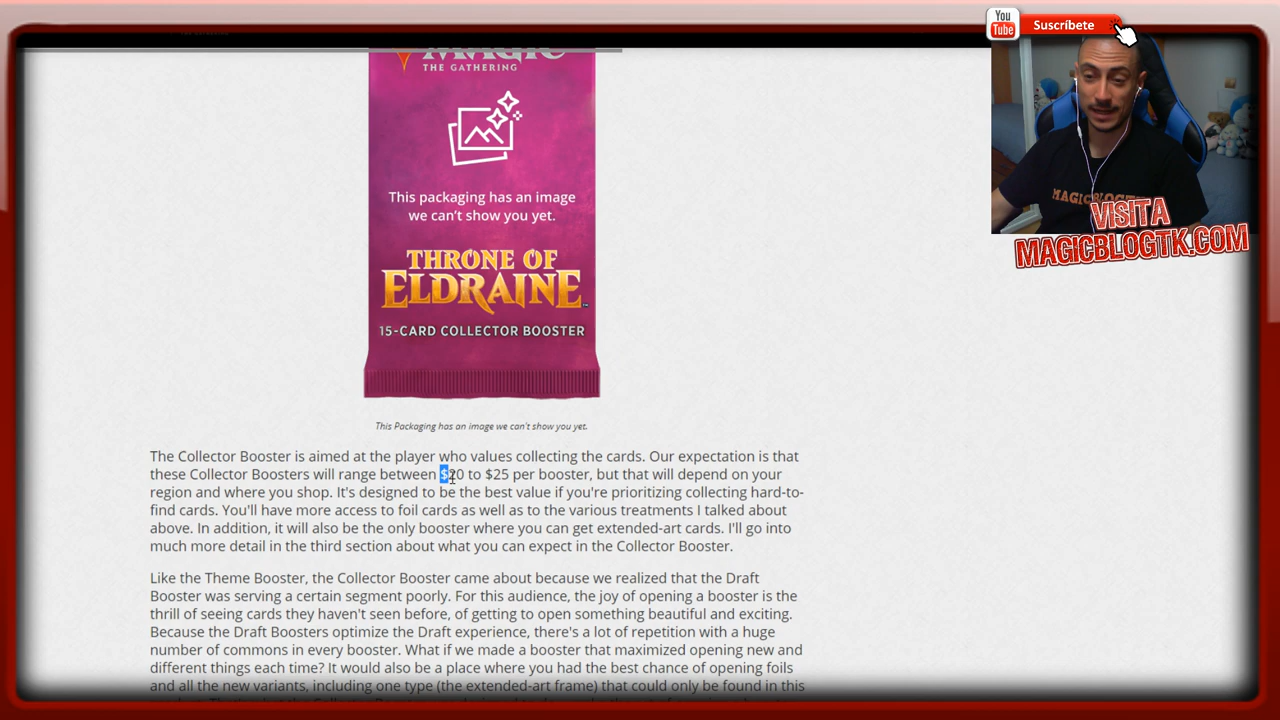 You
Tube
Suscríbete
MAGIC
THE GATHERING
This packaging has an image
we can't show you yet.
THRONE OF
ELDRAINE
15-CARD COLLECTOR BOOSTER
VISITA
MAGICBLOGTK.COM
This Packaging has an image we can't show you yet.
The Collector Booster is aimed at the player who values collecting the cards. Our expectation is that
these Collector Boosters will range between $20 to $25 per booster, but that will depend on your
region and where you shop. It's designed to be the best value if you're prioritizing collecting hard-to-
find cards. You'll have more access to foil cards as well as to the various treatments I talked about
above. In addition, it will also be the only booster where you can get extended-art cards. I'll go into
much more detail in the third section about what you can expect in the Collector Booster.
Like the Theme Booster, the Collector Booster came about because we realized that the Draft
Booster was serving a certain segment poorly. For this audience, the joy of opening a booster is the
thrill of seeing cards they haven't seen before, of getting to open something beautiful and exciting.
Because the Draft Boosters optimize the Draft experience, there's a lot of repetition with a huge
number of commons in every booster. What if we made a booster that maximized opening new and
different things each time? It would also be a place where you had the best chance of opening foils
and all the new variants, including one type (the extended-art frame) that could only be found in this